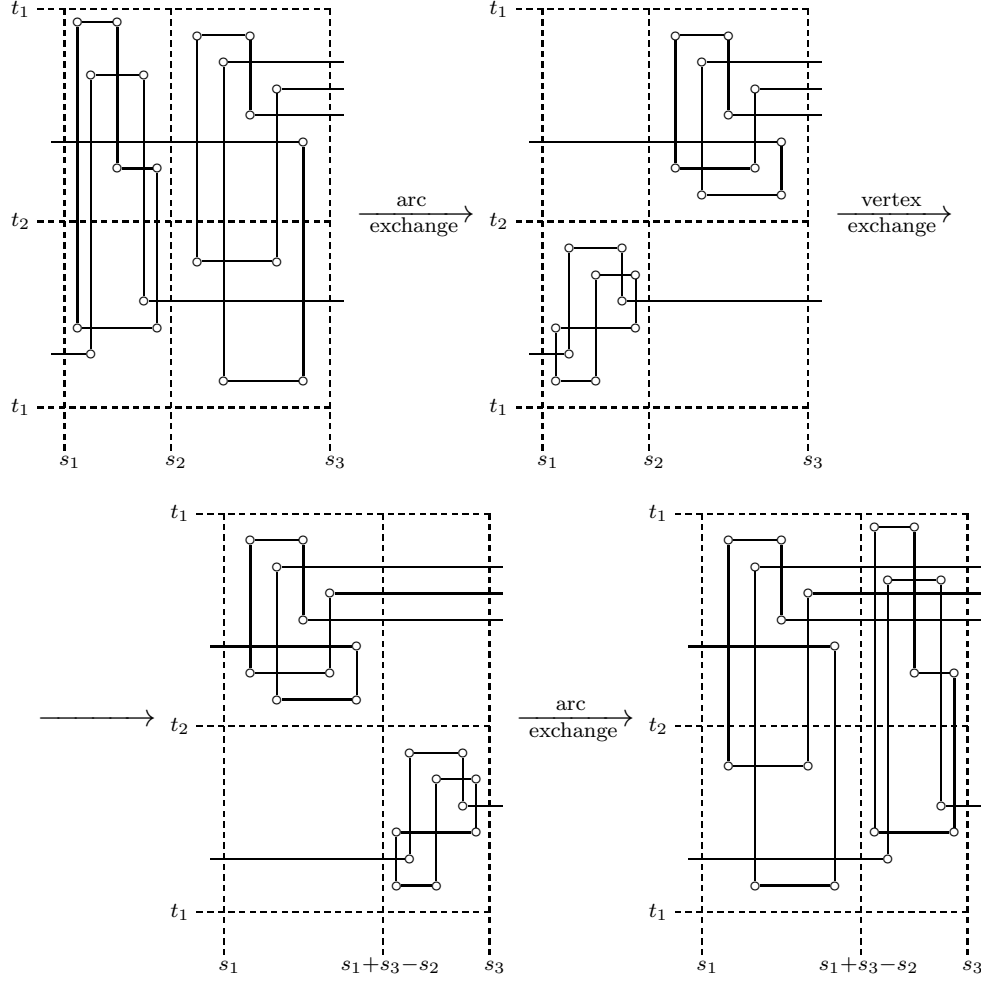 t₁ t₁
t₂ arc exchange t₂ vertex exchange
t₁ t₁
s₁ s₂ s₃ s₁ s₂ s₃
t₁ t₁
t₂ arc exchange t₂
t₁ t₁
s₁ s₁+s₃−s₂ s₃ s₁ s₁+s₃−s₂ s₃